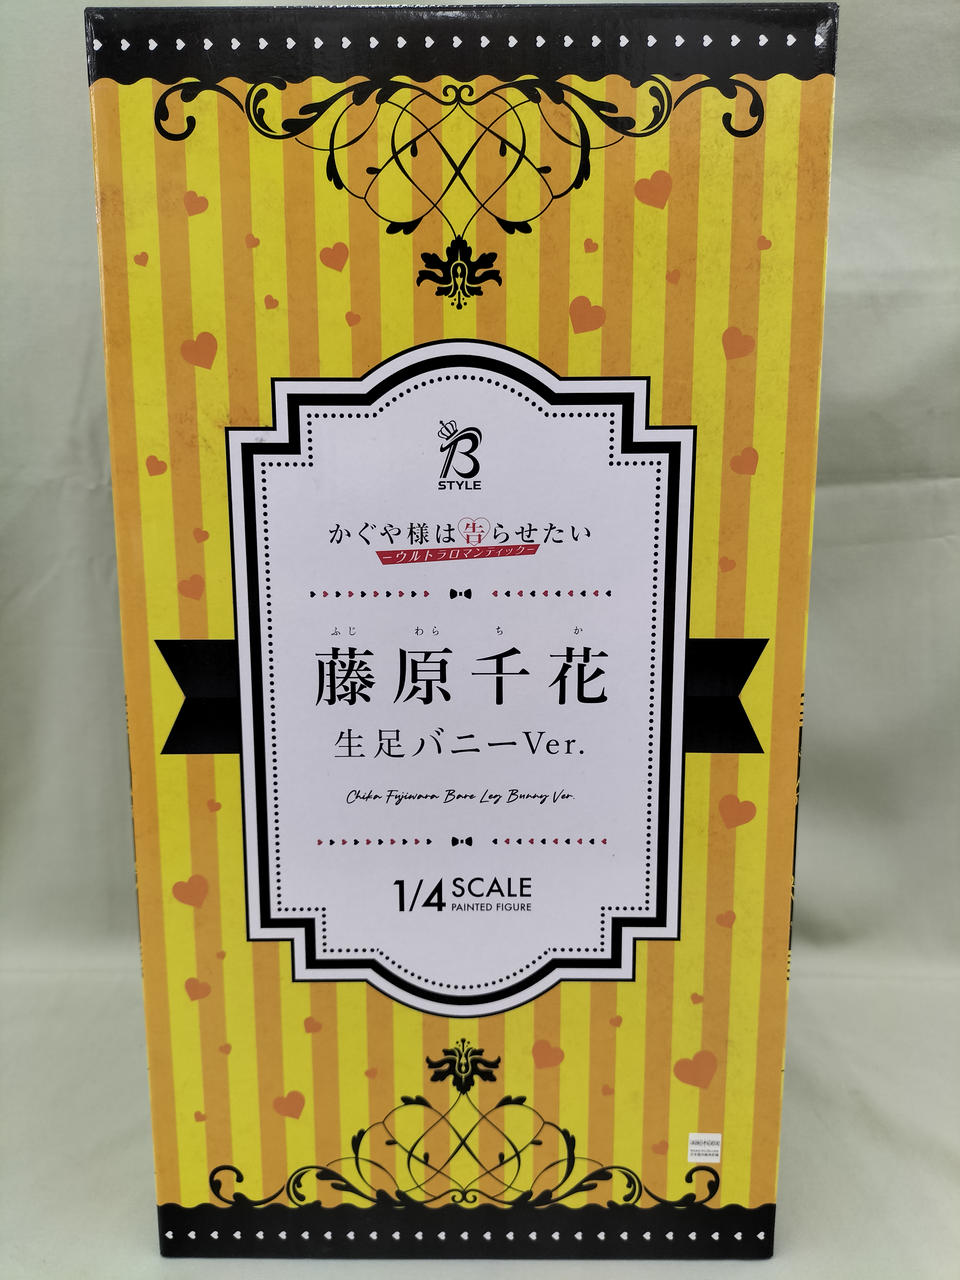 B
STYLE
かぐや様は告らせたい
ーウルトラロマンティックー
ふじ わら ち か
藤原千花
生足バニーVer.
Chika Fujiwara Bare Leg Bunny Ver.
1/4 SCALE
PAINTED FIGURE